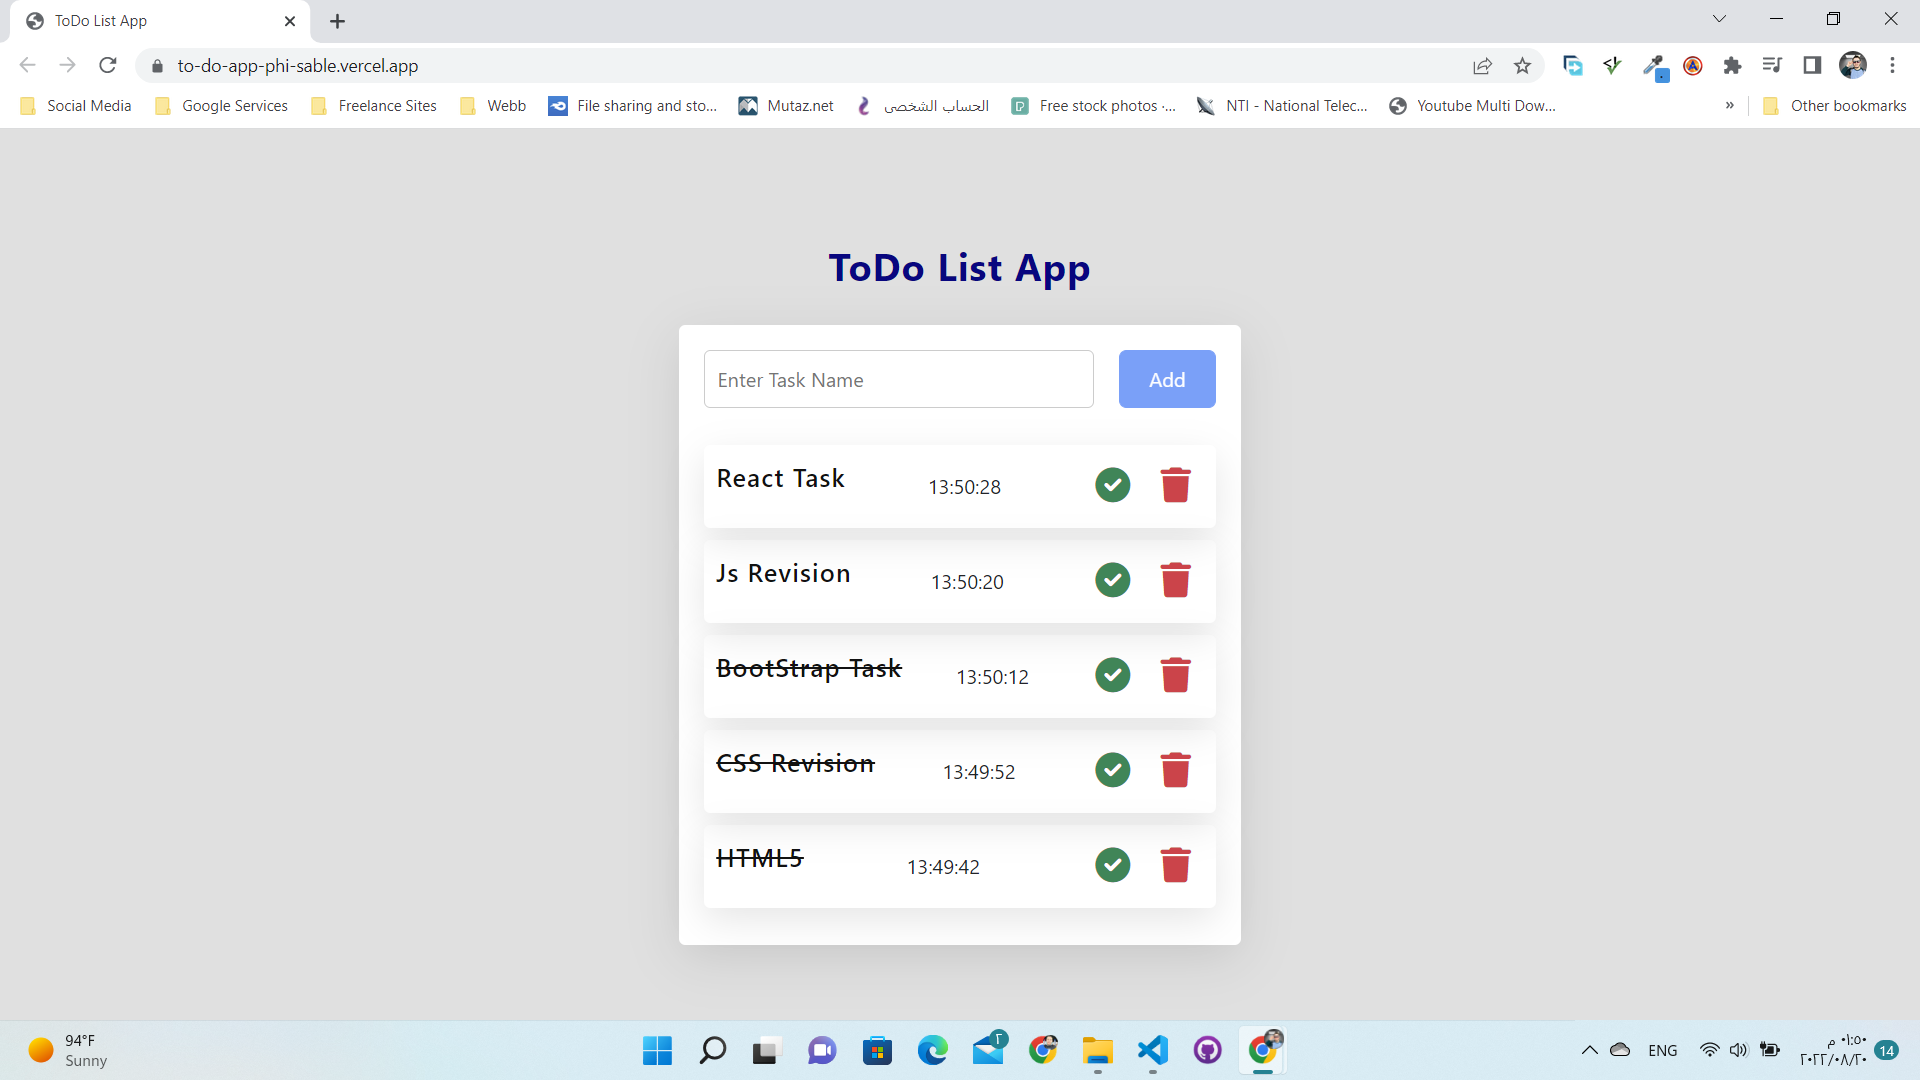 ToDo List App
to-do-app-phi-sable.vercel.app
Social Media
Google Services
Freelance Sites
Webb
File sharing and sto...
Mutaz.net
الحساب الشخصى
Free stock photos ·...
NTI - National Telec...
Youtube Multi Dow...
»
Other bookmarks
ToDo List App
Enter Task Name
Add
React Task
13:50:28
Js Revision
13:50:20
BootStrap Task
13:50:12
CSS Revision
13:49:52
HTML5
13:49:42
94°F
Sunny
٢
ENG
٠١:٥٠ م
٢٠٢٢/٠٨/٣٠
14